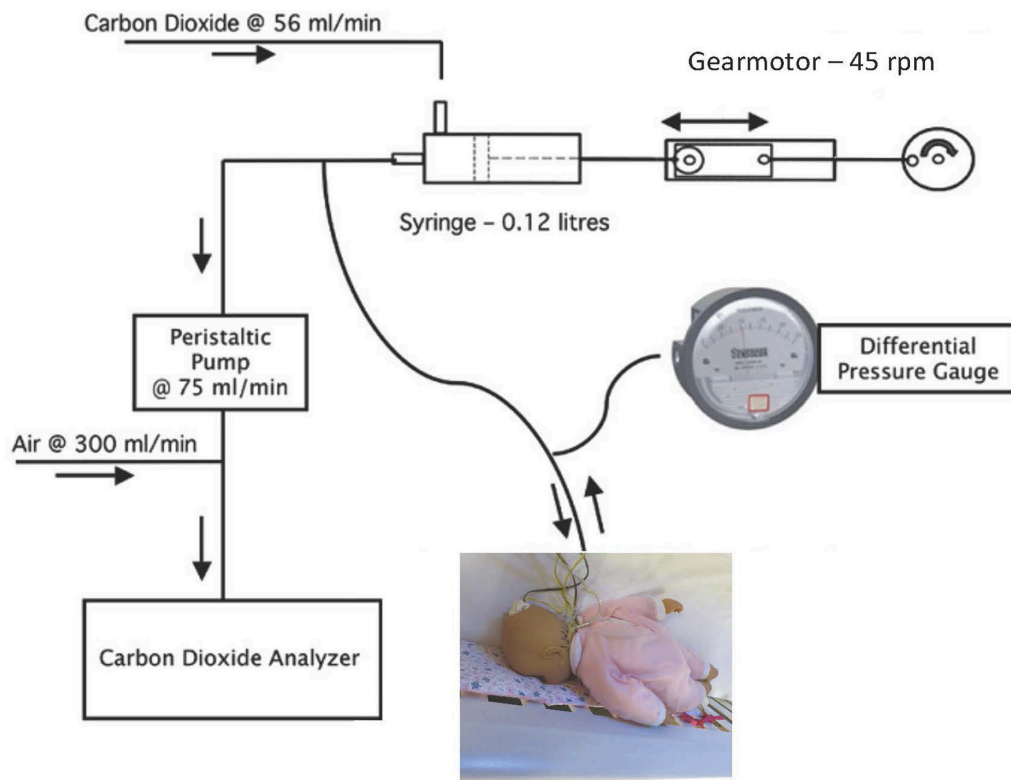 Carbon Dioxide @ 56 ml/min
Gearmotor – 45 rpm
Syringe – 0.12 litres
Peristaltic
Pump
@ 75 ml/min
Differential
Pressure Gauge
Air @ 300 ml/min
Carbon Dioxide Analyzer